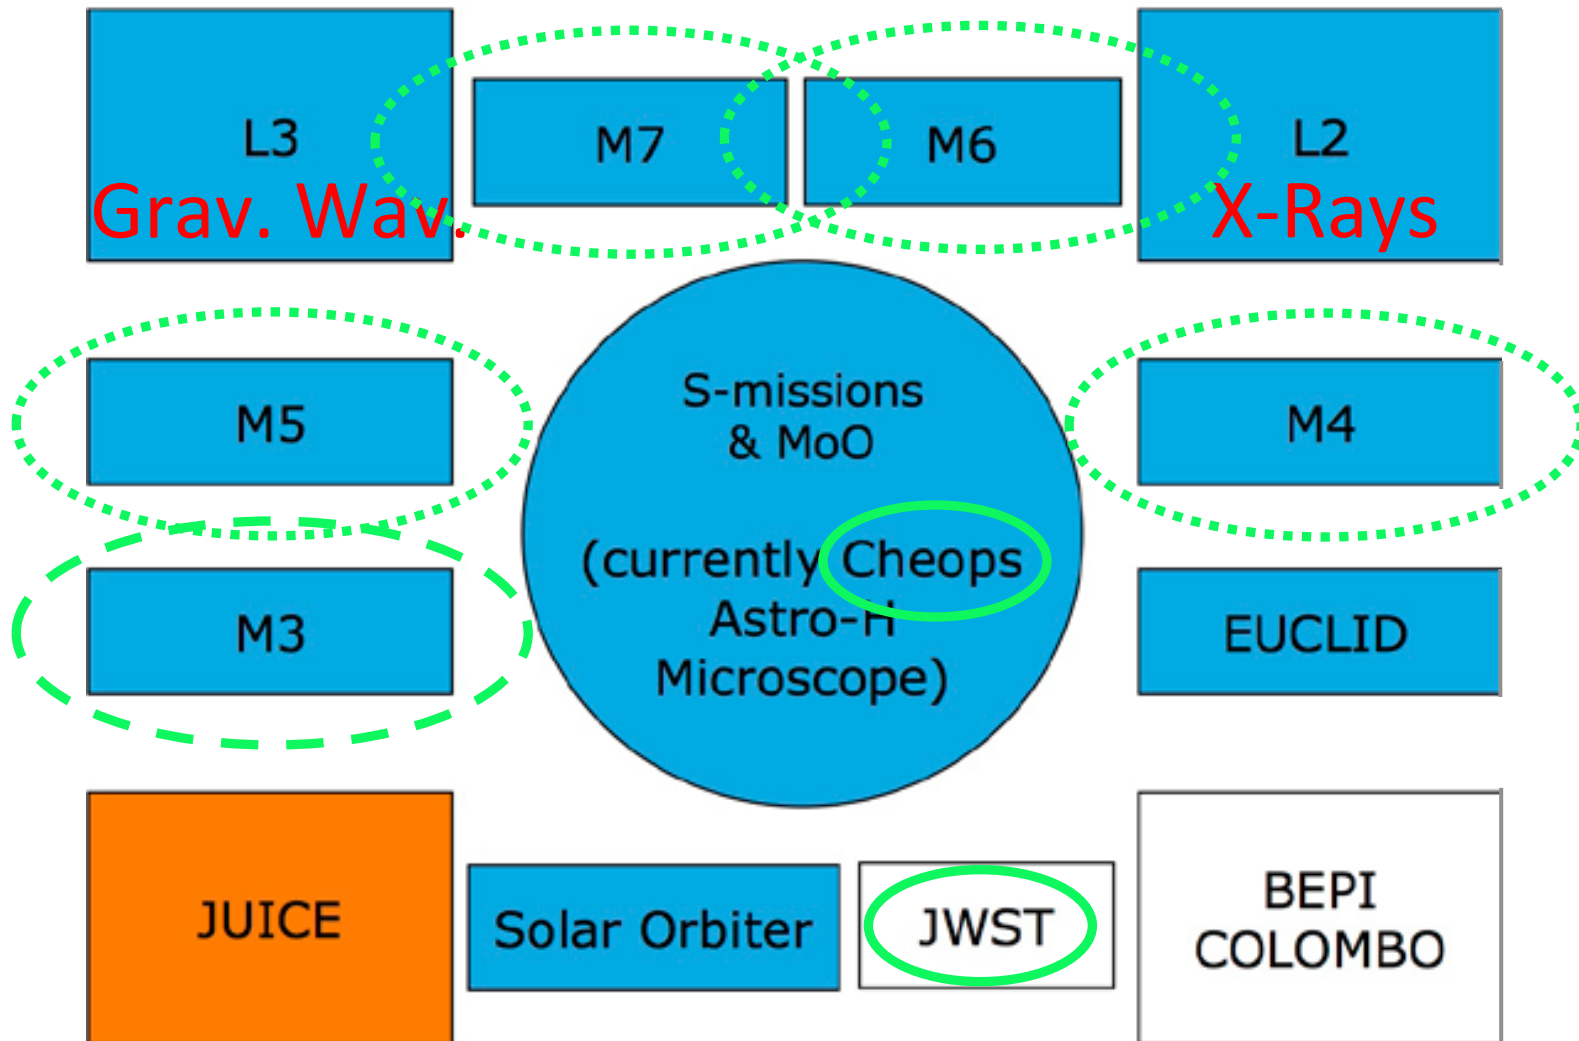 L3
Grav. Wav.
M7
M6
L2
X-Rays
M5
S-missions
& MoO
(currently Cheops
Astro-H
Microscope)
M4
M3
EUCLID
JUICE
Solar Orbiter
JWST
BEPI
COLOMBO